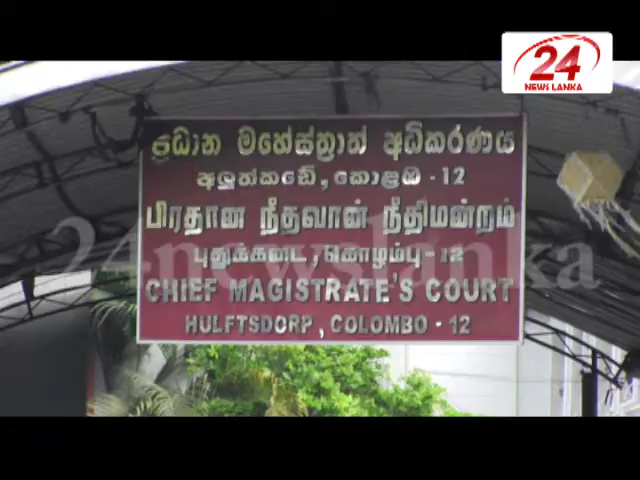 24
NEWS LANKA
ප්‍රධාන මහේස්ත්‍රාත් අධිකරණය
අලුත්කඩේ, කොළඹ - 12
பிரதான நீதவான் நீதிமன்றம்
புதுக்கடை, கொழும்பு - 12
24newslanka
CHIEF MAGISTRATE'S COURT
HULFTSDORP, COLOMBO - 12